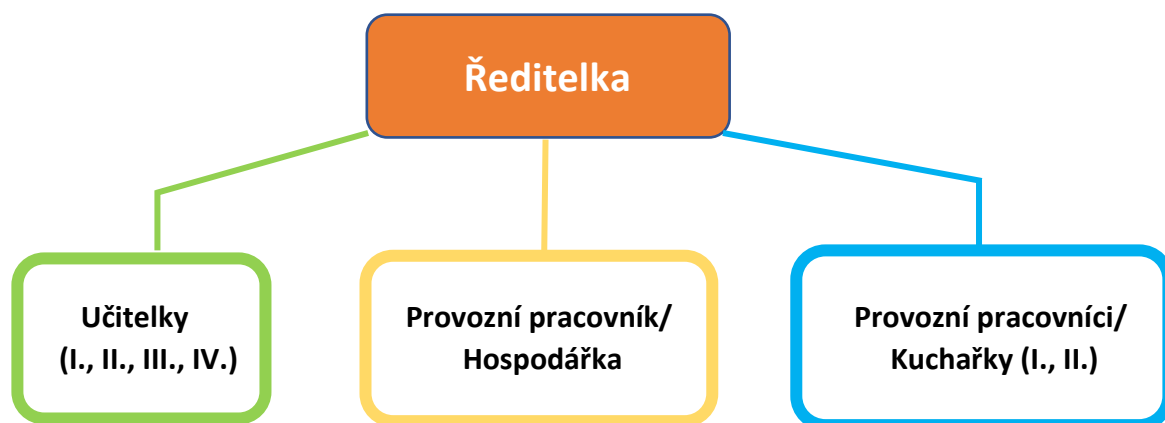 Ředitelka
Učitelky
(I., II., III., IV.)
Provozní pracovník/
Hospodářka
Provozní pracovníci/
Kuchařky (I., II.)